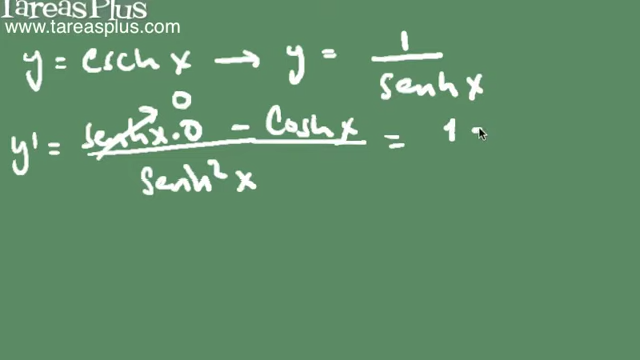 TareasPlus
www.tareasplus.com
y = csch x → y = 1 / senh x
0
y' = senh x · 0 − cosh x / senh² x = 1 -